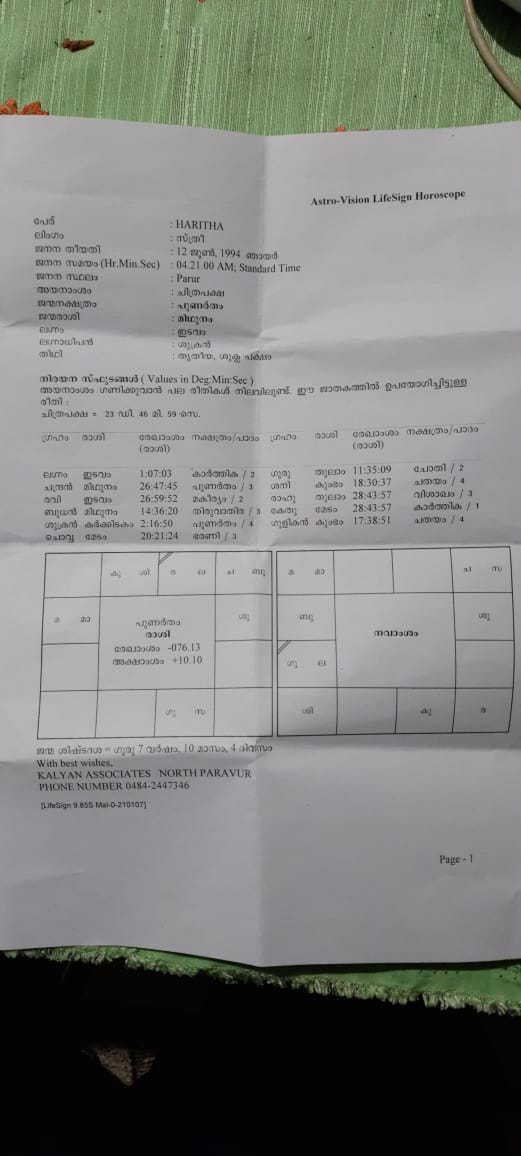 Astro-Vision LifeSign Horoscope
പേര് : HARITHA
ലിംഗം : സ്ത്രീ
ജനന തീയതി : 12 ജൂൺ, 1994 ഞായർ
ജനന സമയം (Hr.Min.Sec) : 04.21.00 AM; Standard Time
ജനന സ്ഥലം : Parur
അയനാംശം : ചിത്രപക്ഷ
ജന്മനക്ഷത്രം : പുണർതം
ജന്മരാശി : മിഥുനം
ലഗ്നം : ഇടവം
ലഗ്നാധിപൻ : ശുക്രൻ
തിഥി : തൃതീയ, ശുക്ല പക്ഷം
നിരയന സ്ഫുടങ്ങൾ ( Values in Deg:Min:Sec )
അയനാംശം ഗണിക്കുവാൻ പല രീതികൾ നിലവിലുണ്ട്. ഈ ജാതകത്തിൽ ഉപയോഗിച്ചിട്ടുള്ള
രീതി :
ചിത്രപക്ഷ = 23 ഡി. 46 മി. 59 സെ.
ഗ്രഹം രാശി രേഖാംശം നക്ഷത്രം/പാദം ഗ്രഹം രാശി രേഖാംശം നക്ഷത്രം/പാദം
(രാശി) (രാശി)
ലഗ്നം ഇടവം 1:07:03 കാർത്തിക / 2 ഗുരു തുലാം 11:35:09 ചോതി / 2
ചന്ദ്രൻ മിഥുനം 26:47:45 പുണർതം / 3 ശനി കുംഭം 18:30:37 ചതയം / 4
രവി ഇടവം 26:59:52 മകീര്യം / 2 രാഹു തുലാം 28:43:57 വിശാഖം / 3
ബുധൻ മിഥുനം 14:36:20 തിരുവാതിര / 3 കേതു മേടം 28:43:57 കാർത്തിക / 1
ശുക്രൻ കർക്കിടകം 2:16:50 പുണർതം / 4 ഗുളികൻ കുംഭം 17:38:51 ചതയം / 4
ചൊവ്വ മേടം 20:21:24 ഭരണി / 3
കു ശി ര ല ച ബു മ മാ ച സ
മ മാ പുണർതം ശു ബു നവാംശം ശു
രാശി
രേഖാംശം -076.13
അക്ഷാംശം +10.10 ഗു ല
ഗു സ ശി കു ര
ജന്മ ശിഷ്ടദശ = ഗുരു 7 വർഷം, 10 മാസം, 4 ദിവസം
With best wishes,
KALYAN ASSOCIATES NORTH PARAVUR
PHONE NUMBER 0484-2447346
[LifeSign 9.85S Mal-0-210107]
Page - 1